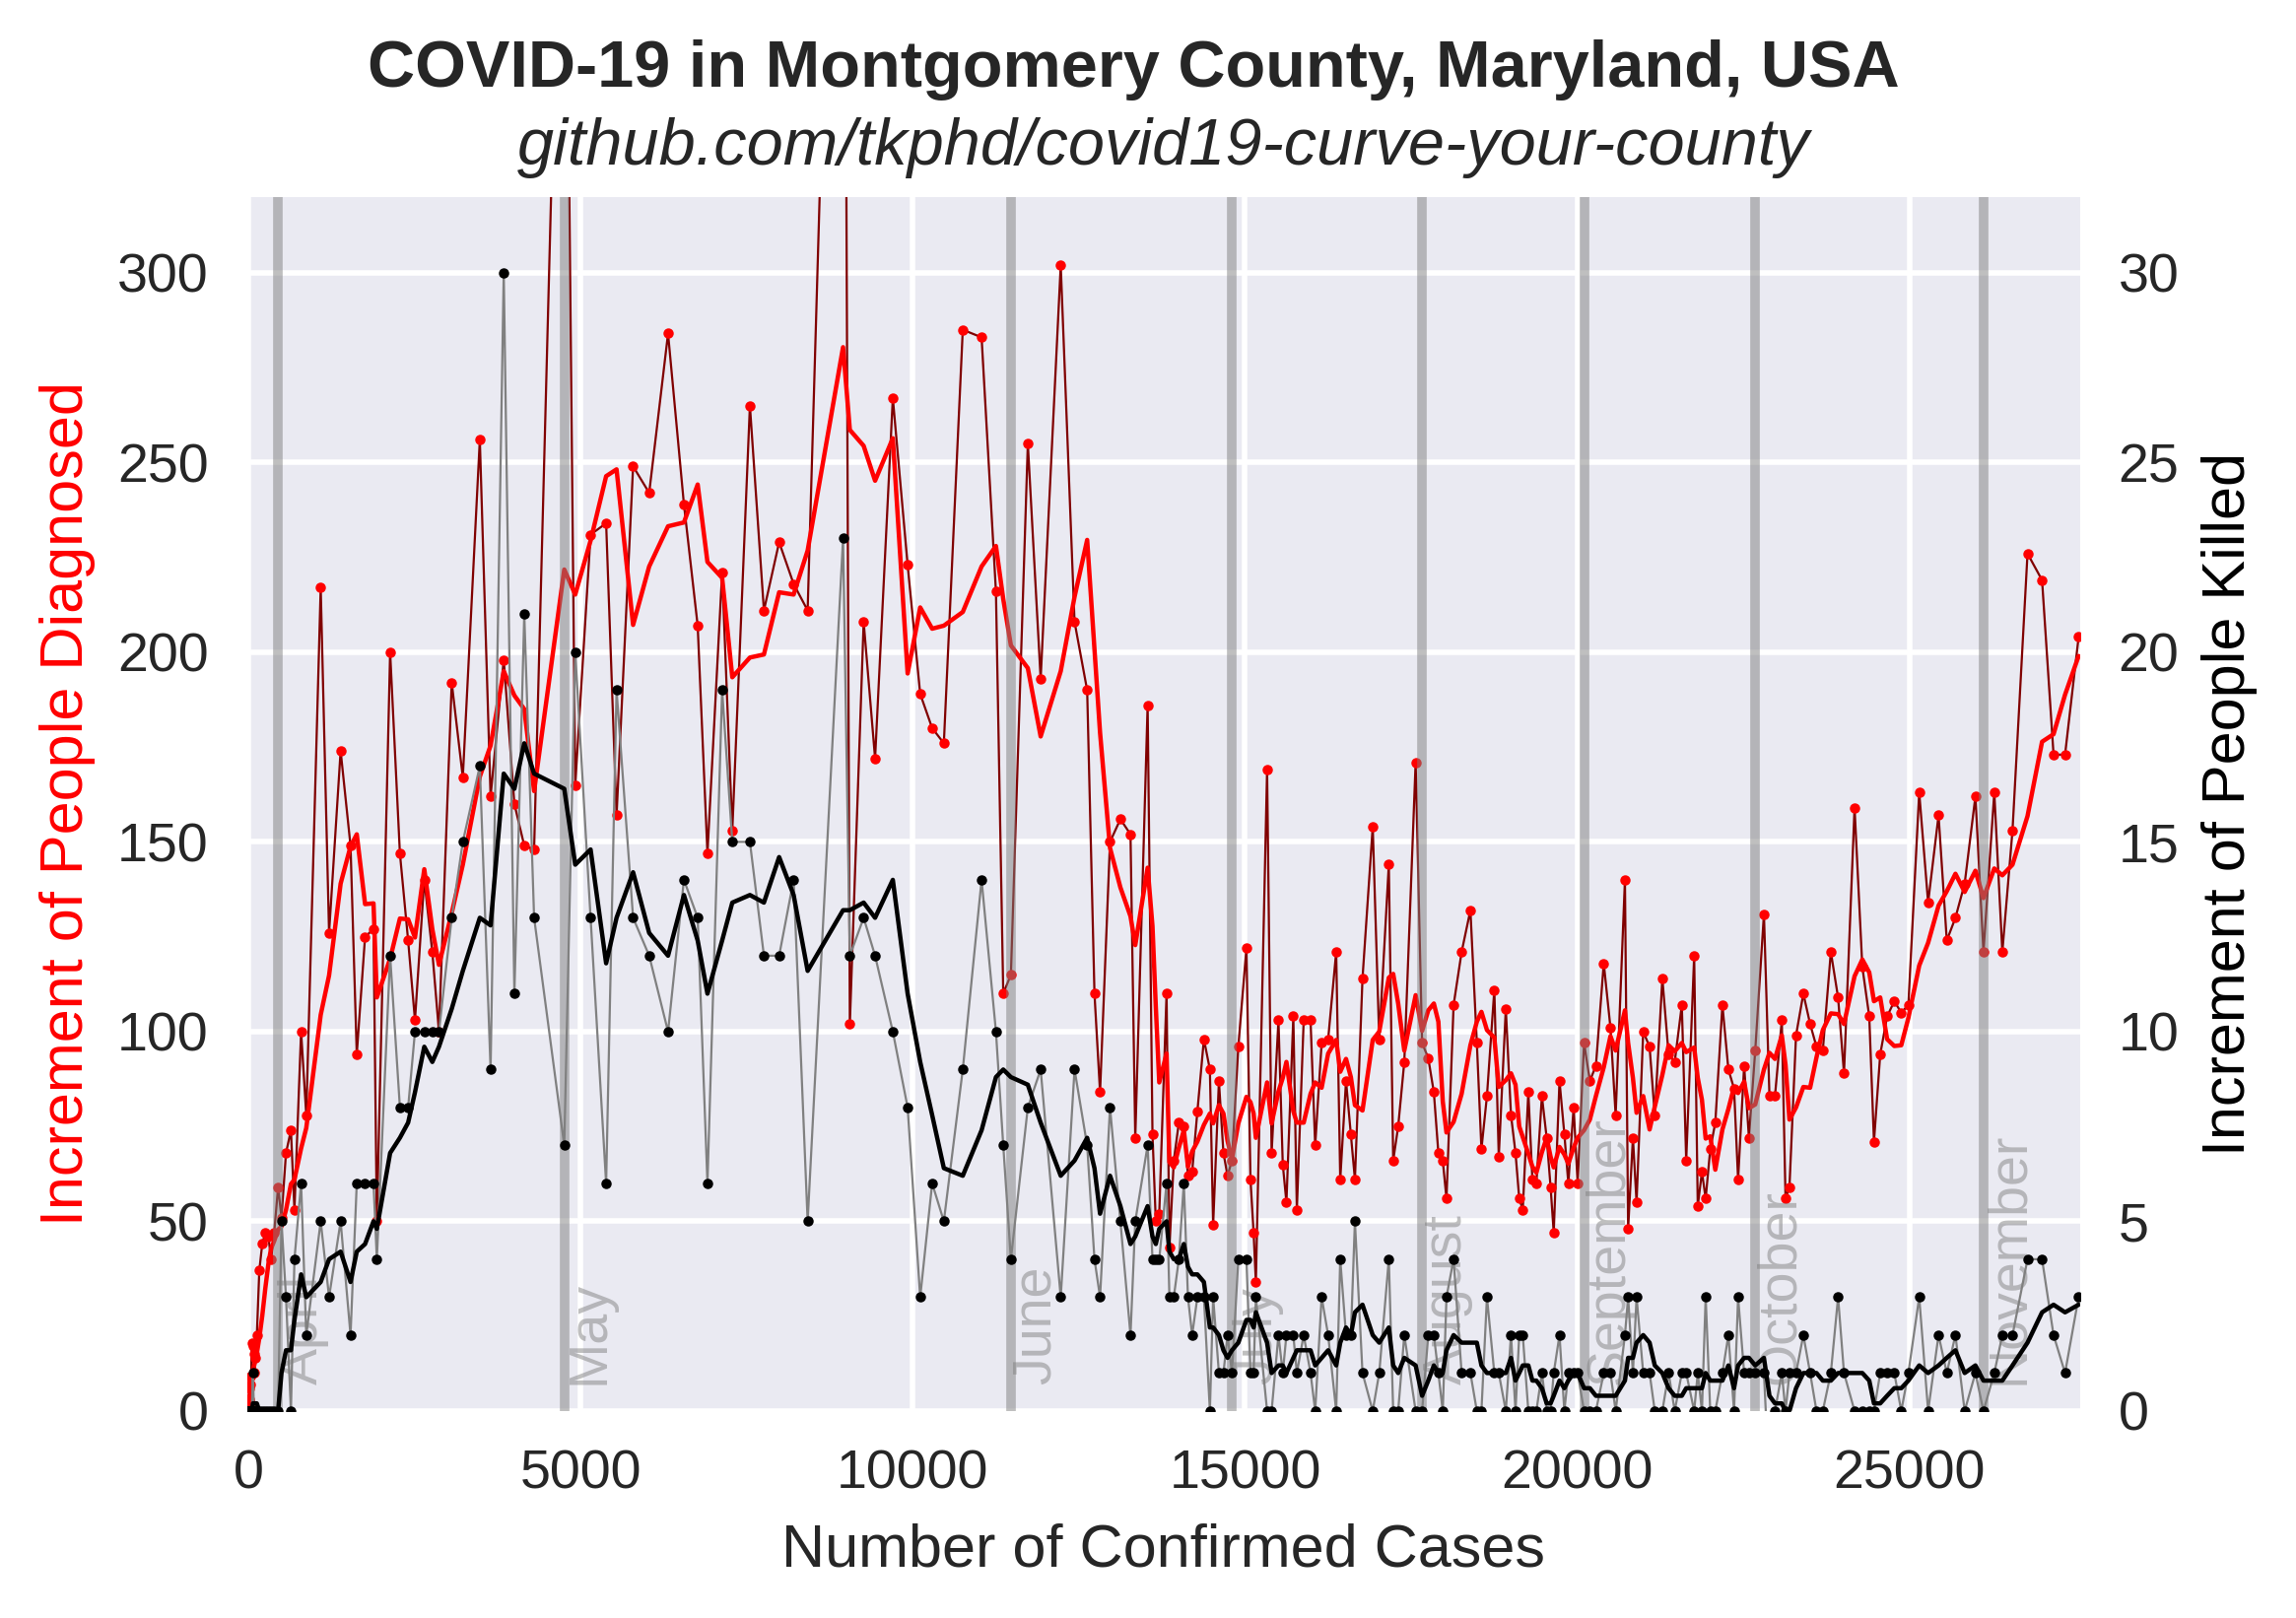 COVID-19 in Montgomery County, Maryland, USA
github.com/tkphd/covid19-curve-your-county
Increment of People Diagnosed
300
250
200
150
100
50
0
30
25
20
15
10
5
0
Increment of People Killed
April
May
June
July
August
September
October
November
0
5000
10000
15000
20000
25000
Number of Confirmed Cases